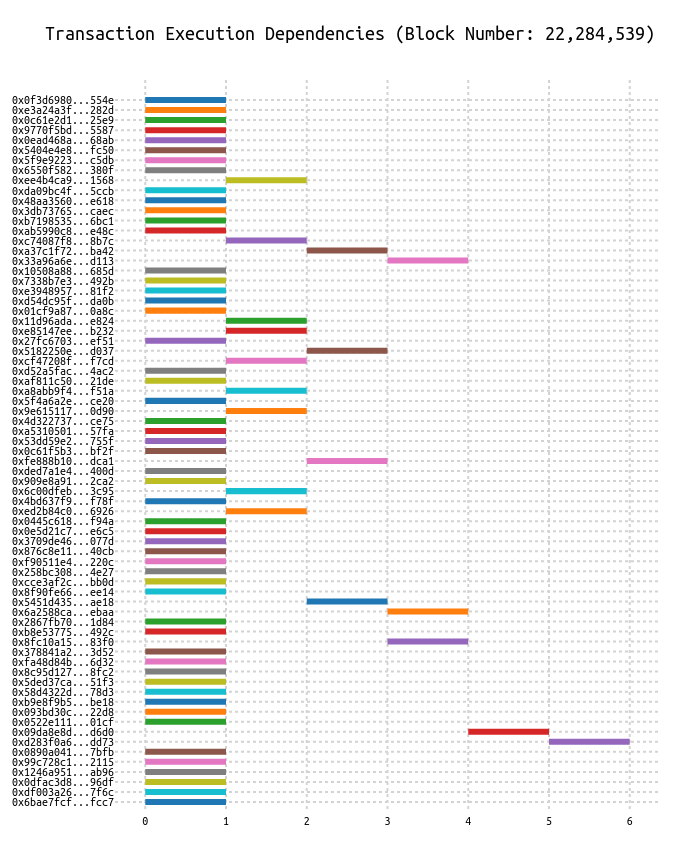 Transaction Execution Dependencies (Block Number: 22,284,539)
0x0f3d6980...554e
0xe3a24a3f...282d
0x0c61e2d1...25e9
0x9770f5bd...5587
0x0ead468a...68ab
0x5404e4e8...fc50
0x5f9e9223...c5db
0x6550f582...380f
0xee4b4ca9...1568
0xda09bc4f...5ccb
0x48aa3560...e618
0x3db73765...caec
0xb7198535...6bc1
0xab5990c8...e48c
0xc74087f8...8b7c
0xa37c1f72...ba42
0x33a96a6e...d113
0x10508a88...685d
0x7338b7e3...492b
0xe3948957...81f2
0xd54dc95f...da0b
0x01cf9a87...0a8c
0x11d96ada...e824
0xe85147ee...b232
0x27fc6703...ef51
0x5182250e...d037
0xcf47208f...f7cd
0xd52a5fac...4ac2
0xaf811c50...21de
0xa8abb9f4...f51a
0x5f4a6a2e...ce20
0x9e615117...0d90
0x4d322737...ce75
0xa5310501...57fa
0x53dd59e2...755f
0x0c61f5b3...bf2f
0xfe888b10...dca1
0xded7a1e4...400d
0x909e8a91...2ca2
0x6c00dfeb...3c95
0x4bd637f9...f78f
0xed2b84c0...6926
0x0445c618...f94a
0x0e5d21c7...e6c5
0x3709de46...077d
0x876c8e11...40cb
0xf90511e4...220c
0x258bc308...4e27
0xcce3af2c...bb0d
0x8f90fe66...ee14
0x5451d435...ae18
0x6a2588ca...ebaa
0x2867fb70...1d84
0xb8e53775...492c
0x8fc10a15...83f0
0x378841a2...3d52
0xfa48d84b...6d32
0x8c95d127...8fc2
0x5ded37ca...51f3
0x58d4322d...78d3
0xb9e8f9b5...be18
0x093bd30c...22d8
0x0522e111...01cf
0x09da8e8d...d6d0
0xd283f0a6...dd73
0x0890a041...7bfb
0x99c728c1...2115
0x1246a951...ab96
0x0dfac3d8...96df
0xdf003a26...7f6c
0x6bae7fcf...fcc7
0 1 2 3 4 5 6